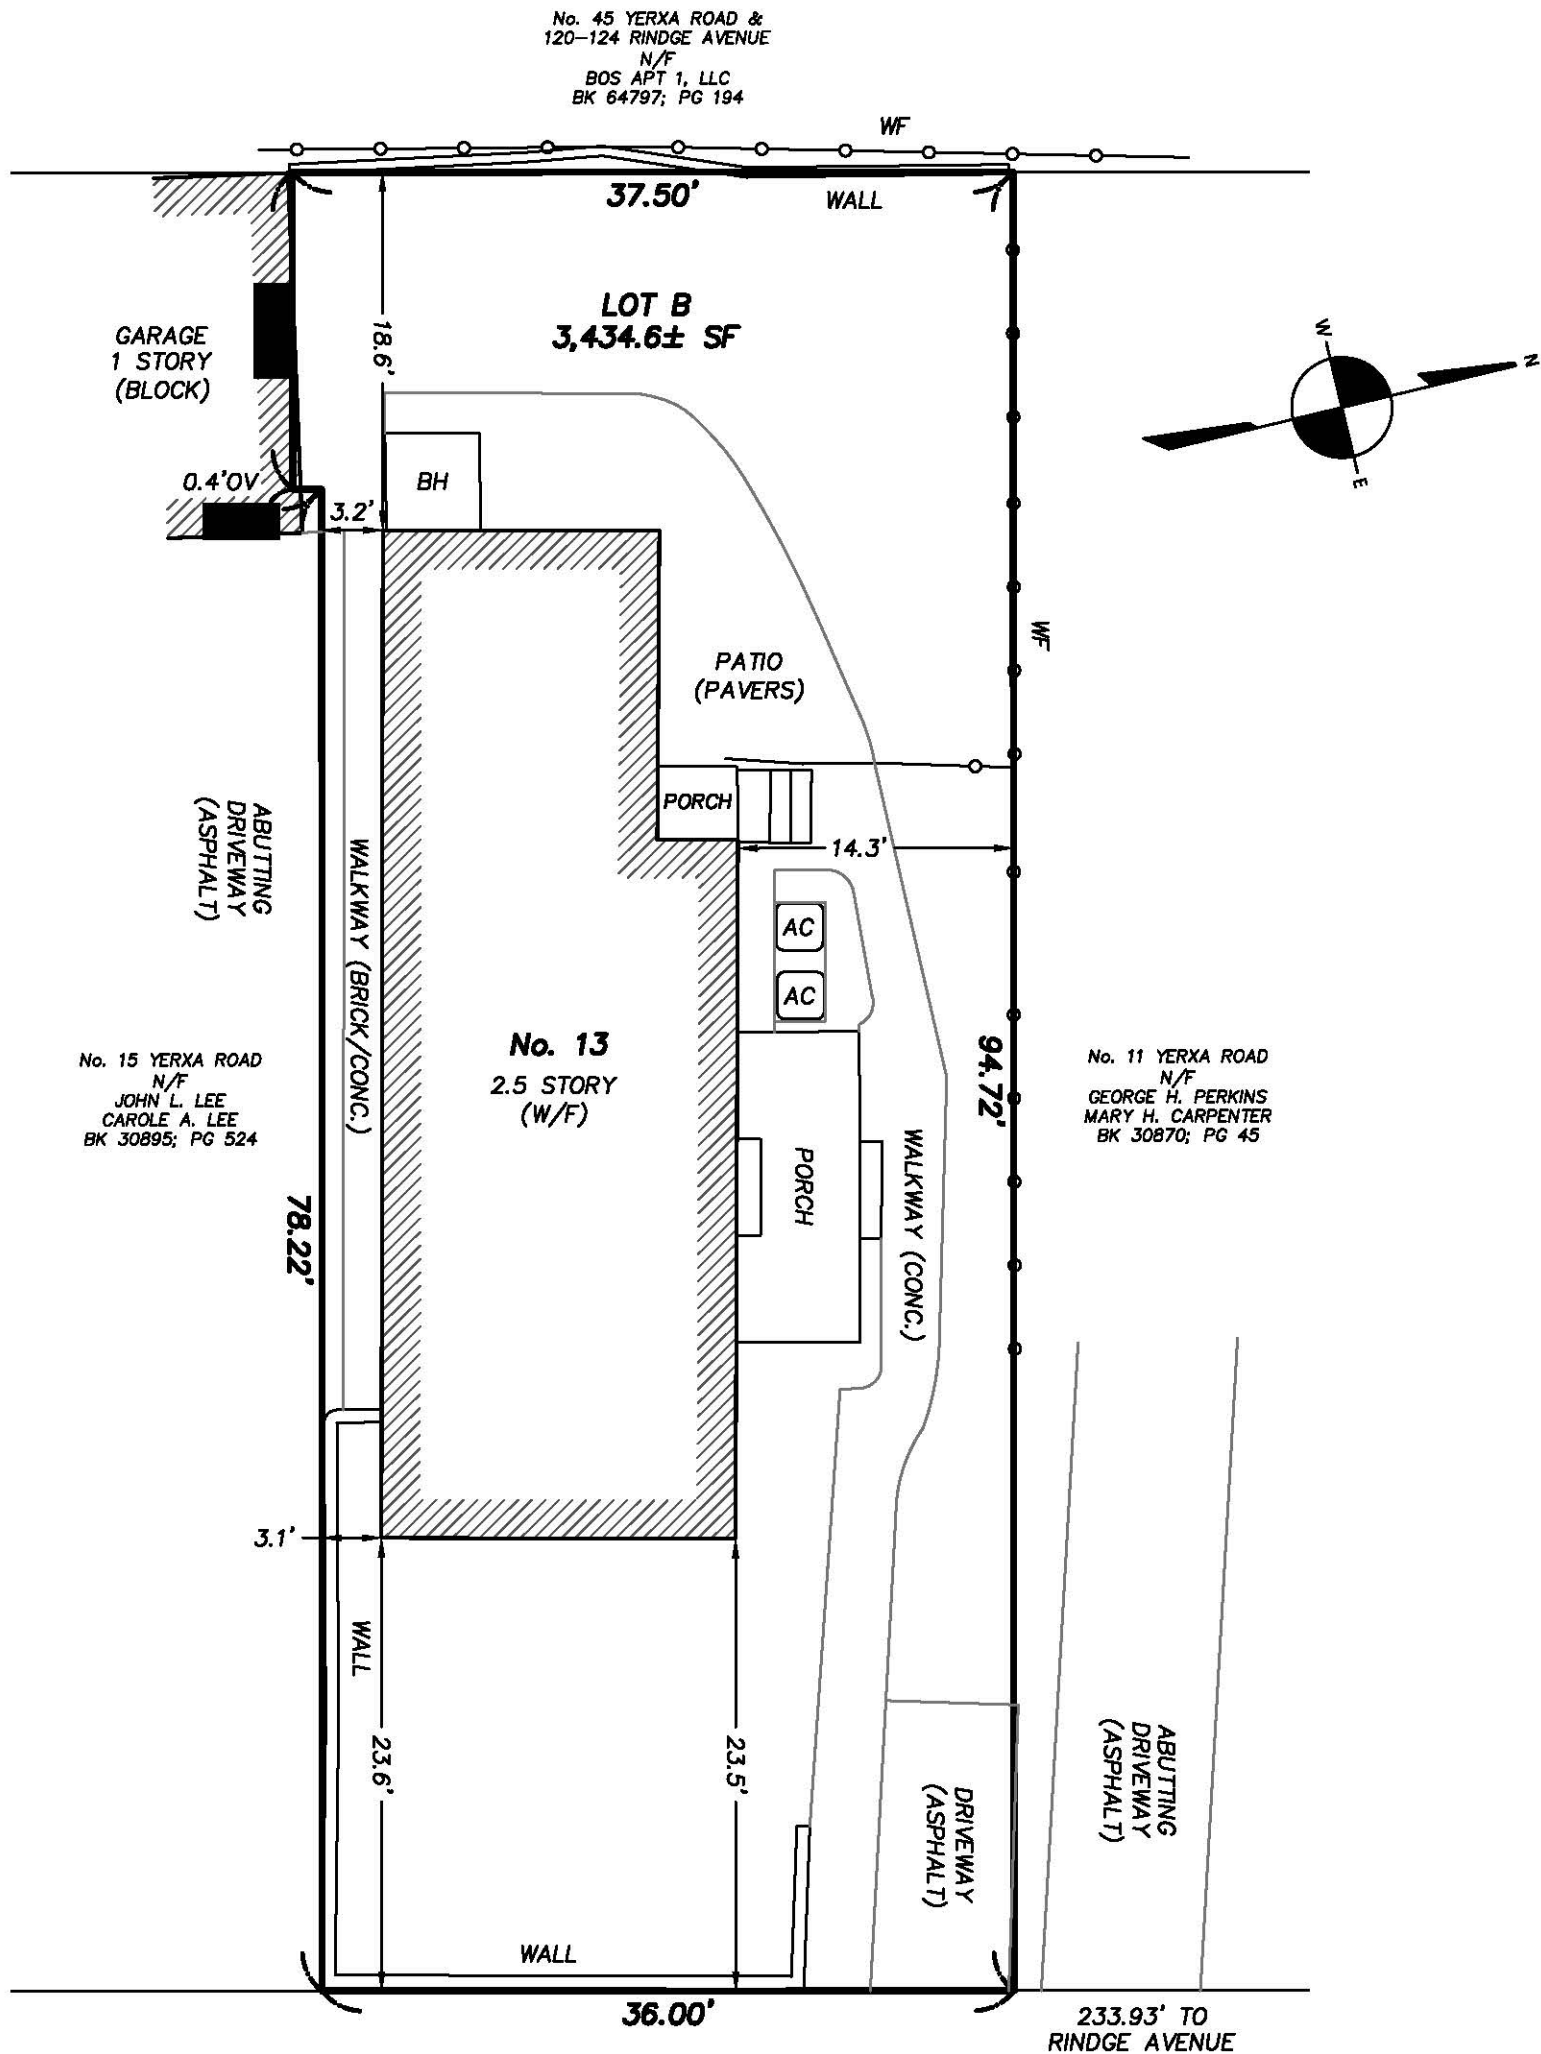 No. 45 YERXA ROAD &
120-124 RINDGE AVENUE
N/F
BOS APT 1, LLC
BK 64797; PG 194
WF
37.50'
WALL
LOT B
3,434.6± SF
GARAGE
1 STORY
(BLOCK)
18.6'
W
N
E
BH
0.4'OV
3.2'
WF
PATIO
(PAVERS)
PORCH
14.3'
ABUTTING
DRIVEWAY
(ASPHALT)
WALKWAY (BRICK/CONC.)
AC
AC
No. 13
2.5 STORY
(W/F)
94.72'
No. 15 YERXA ROAD
N/F
JOHN L. LEE
CAROLE A. LEE
BK 30895; PG 524
No. 11 YERXA ROAD
N/F
GEORGE H. PERKINS
MARY H. CARPENTER
BK 30870; PG 45
PORCH
WALKWAY (CONC.)
78.22'
3.1'
WALL
23.6'
23.5'
DRIVEWAY
(ASPHALT)
ABUTTING
DRIVEWAY
(ASPHALT)
WALL
36.00'
233.93' TO
RINDGE AVENUE